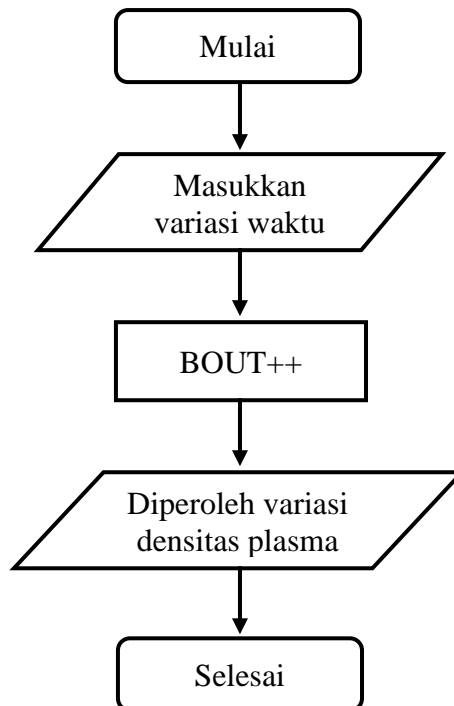 Mulai
Masukkan
variasi waktu
BOUT++
Diperoleh variasi
densitas plasma
Selesai